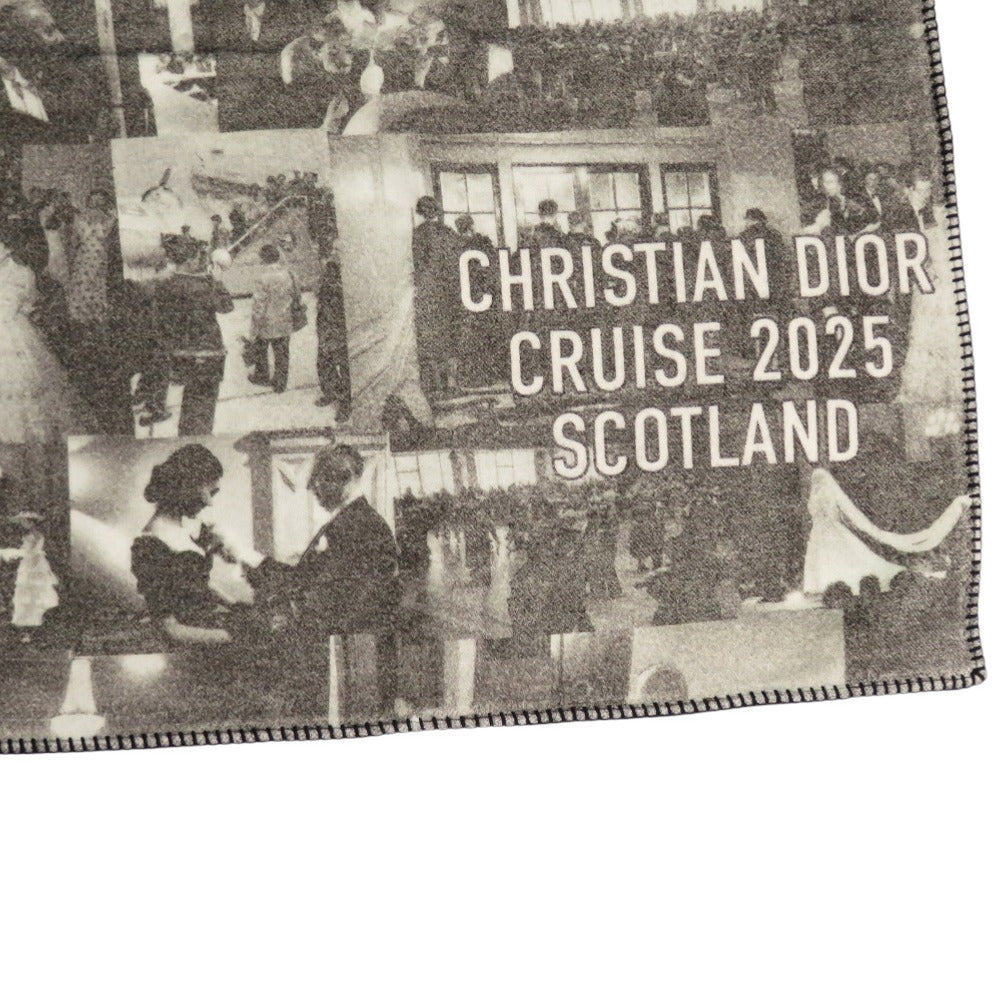 CHRISTIAN DIOR
CRUISE 2025
SCOTLAND